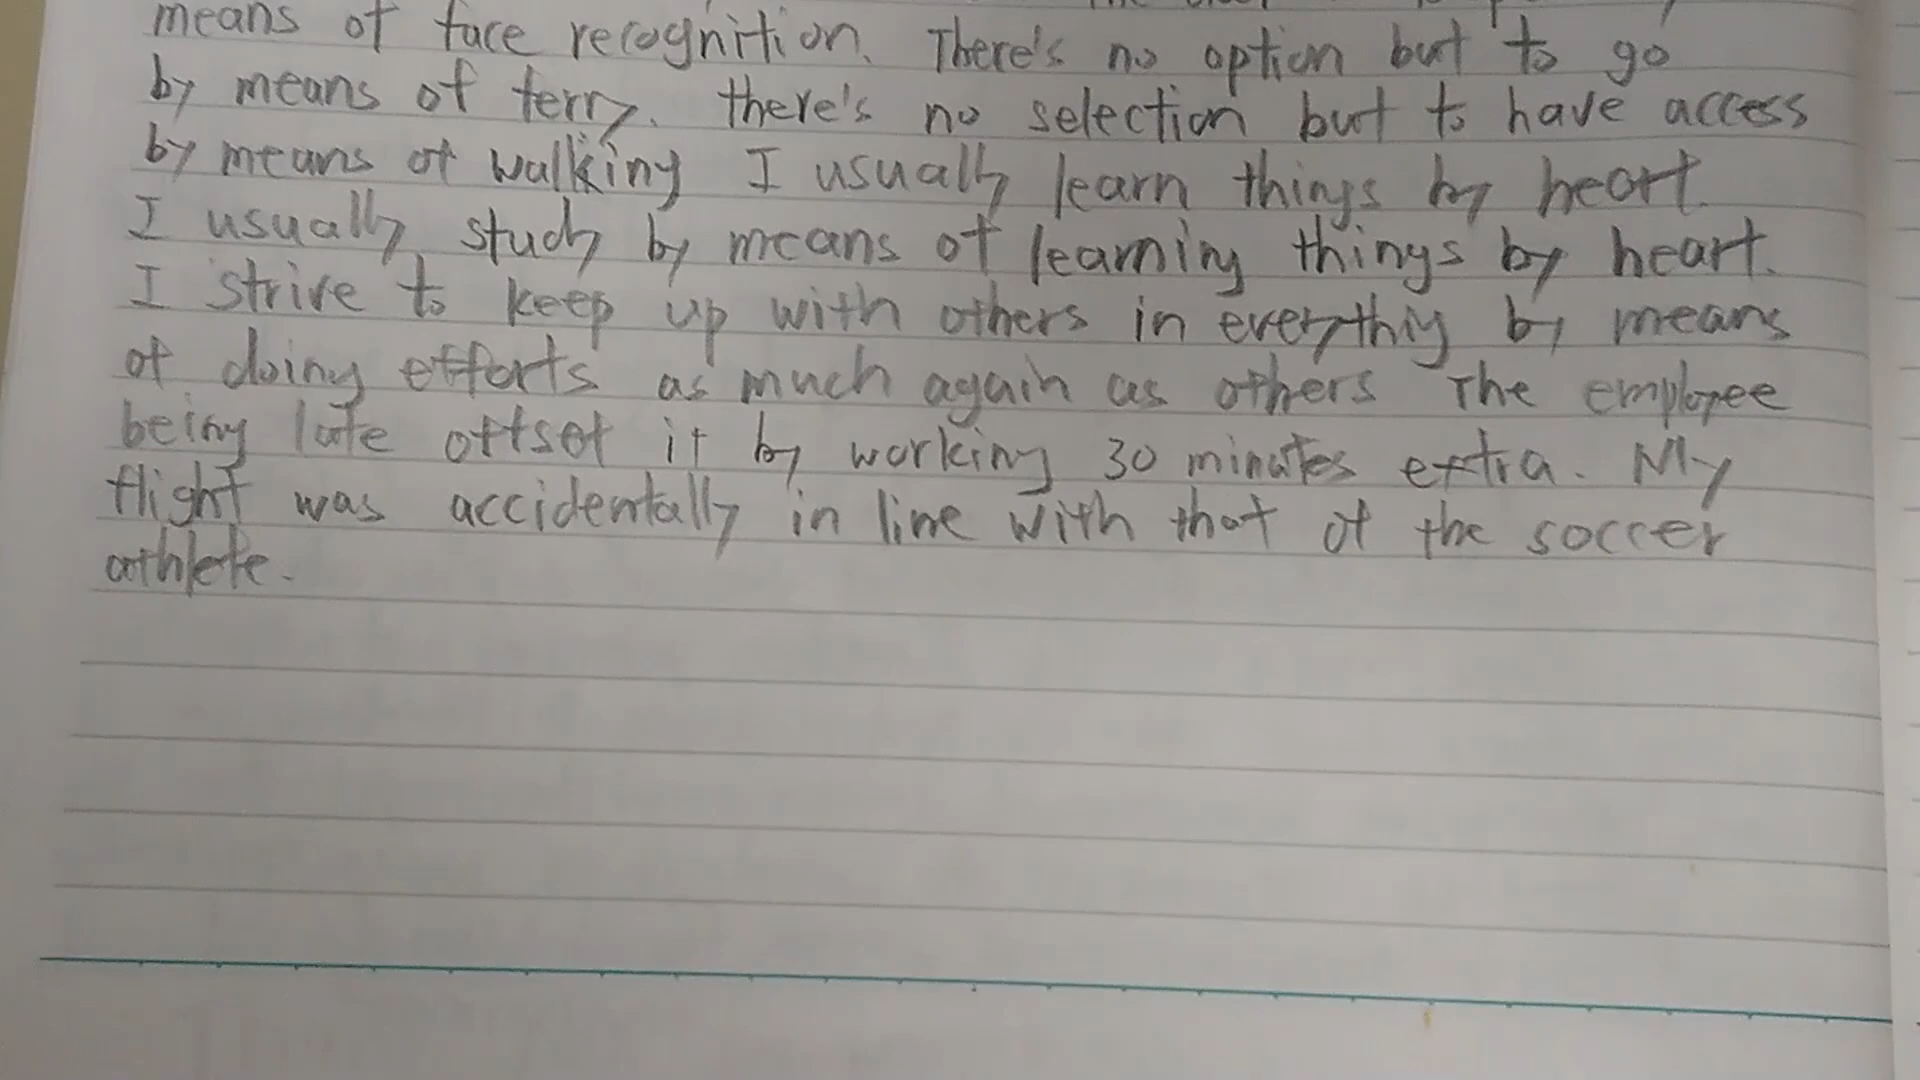 means of face recognition. There's no option but to go
by means of ferry. there's no selection but to have access
by means of walking I usually learn things by heart.
I usually study by means of learning things by heart.
I strive to keep up with others in everythig by means
of doing efforts as much again as others The employee
being late offset it by working 30 minutes extra. My
flight was accidentally in line with that of the soccer
athlete.